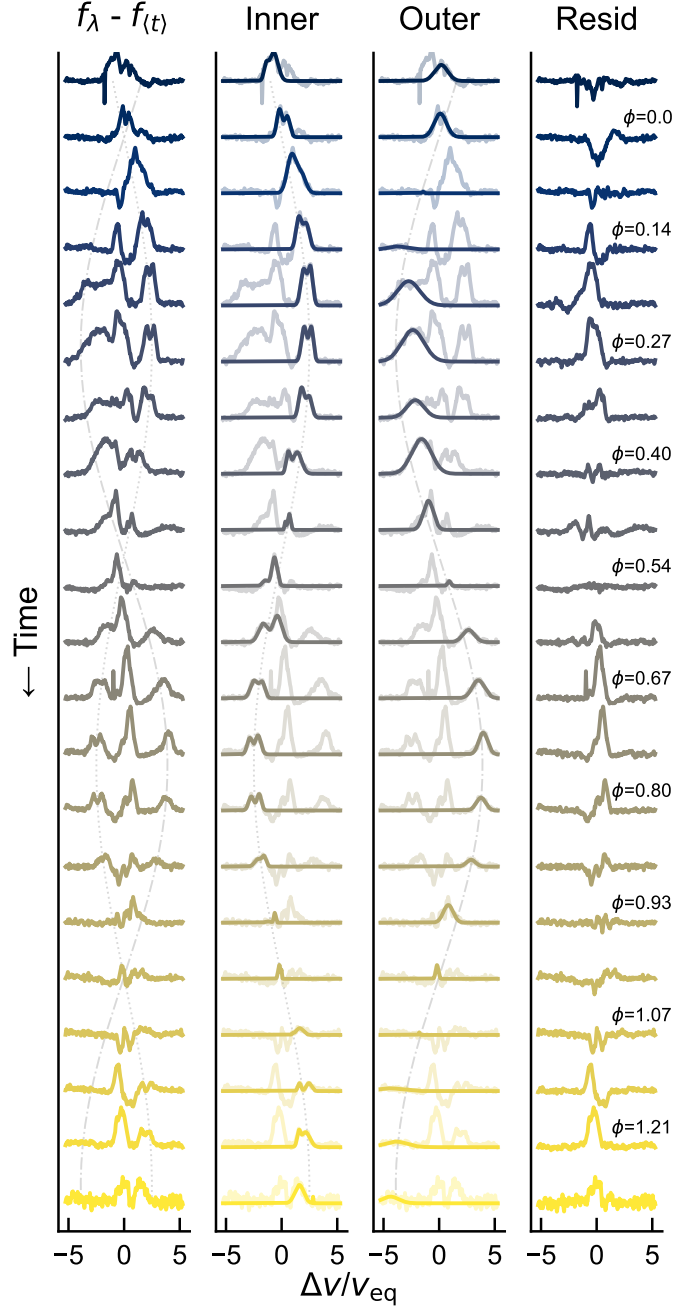 f_λ - f_⟨t⟩ Inner Outer Resid
ϕ=0.0
ϕ=0.14
ϕ=0.27
ϕ=0.40
ϕ=0.54
← Time
ϕ=0.67
ϕ=0.80
ϕ=0.93
ϕ=1.07
ϕ=1.21
−5 0 5 −5 0 5 −5 0 5 −5 0 5
Δv/v_eq